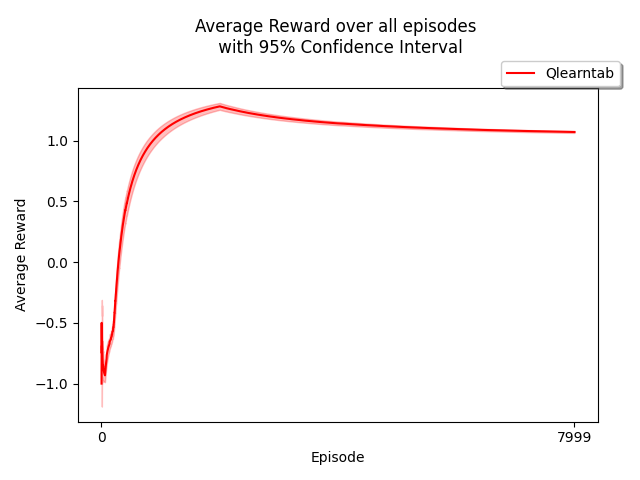 Average Reward over all episodes
with 95% Confidence Interval
Qlearntab
1.0
0.5
0.0
−0.5
−1.0
Average Reward
0
7999
Episode